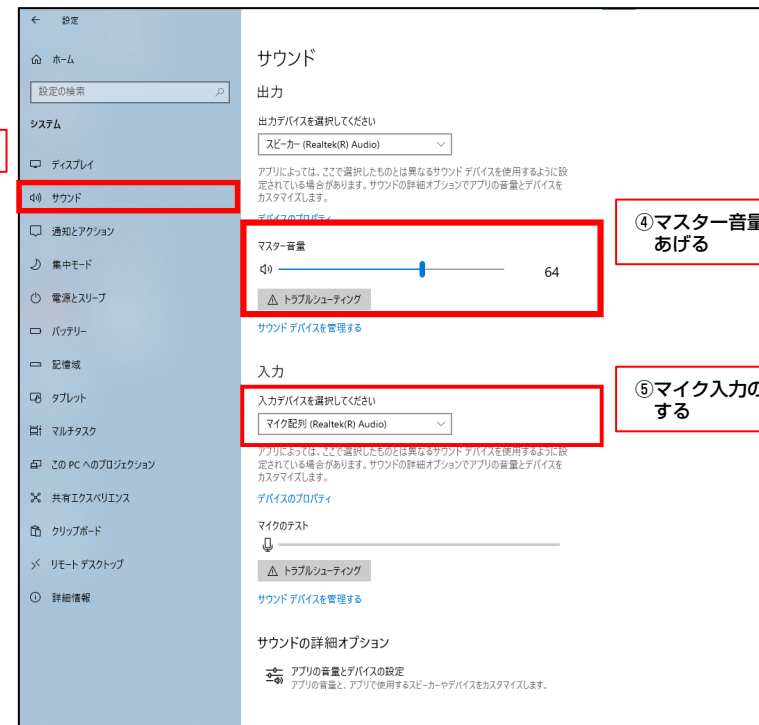 設定
ホーム
設定の検索
システム
ディスプレイ
サウンド
通知とアクション
集中モード
電源とスリープ
バッテリー
記憶域
タブレット
マルチタスク
この PC へのプロジェクション
共有エクスペリエンス
クリップボード
リモート デスクトップ
詳細情報
サウンド
出力
出力デバイスを選択してください
スピーカー (Realtek(R) Audio)
アプリによっては、ここで選択したものとは異なるサウンド デバイスを使用するように設
定されている場合があります。サウンドの詳細オプションでアプリの音量とデバイスを
カスタマイズします。
デバイスのプロパティ
マスター音量
64
トラブルシューティング
サウンド デバイスを管理する
入力
入力デバイスを選択してください
マイク配列 (Realtek(R) Audio)
アプリによっては、ここで選択したものとは異なるサウンド デバイスを使用するように設
定されている場合があります。サウンドの詳細オプションでアプリの音量とデバイスを
カスタマイズします。
デバイスのプロパティ
マイクのテスト
トラブルシューティング
サウンド デバイスを管理する
サウンドの詳細オプション
アプリの音量とデバイスの設定
アプリの音量と、アプリで使用するスピーカーやデバイスをカスタマイズします。
④マスター音量
あげる
⑤マイク入力の
する